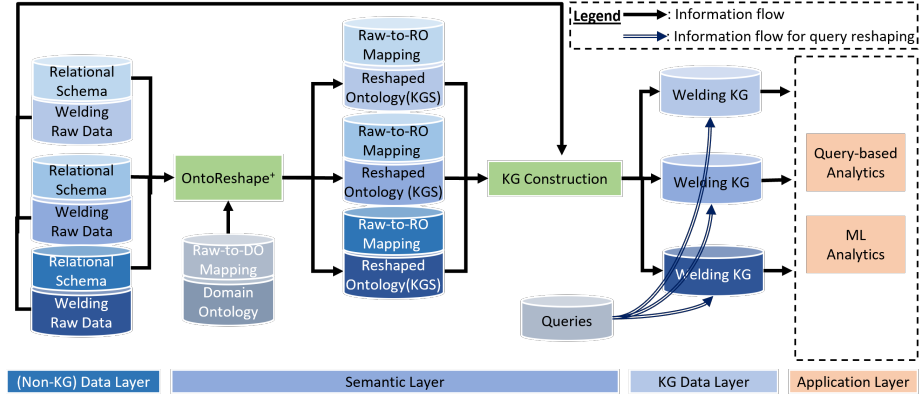 Legend
: Information flow
: Information flow for query reshaping
Relational
Schema
Welding
Raw Data
Relational
Schema
Welding
Raw Data
Relational
Schema
Welding
Raw Data
OntoReshape+
Raw-to-DO
Mapping
Domain
Ontology
Raw-to-RO
Mapping
Reshaped
Ontology(KGS)
Raw-to-RO
Mapping
Reshaped
Ontology (KGS)
Raw-to-RO
Mapping
Reshaped
Ontology(KGS)
KG Construction
Welding KG
Welding KG
Welding KG
Queries
Query-based
Analytics
ML
Analytics
(Non-KG) Data Layer
Semantic Layer
KG Data Layer
Application Layer